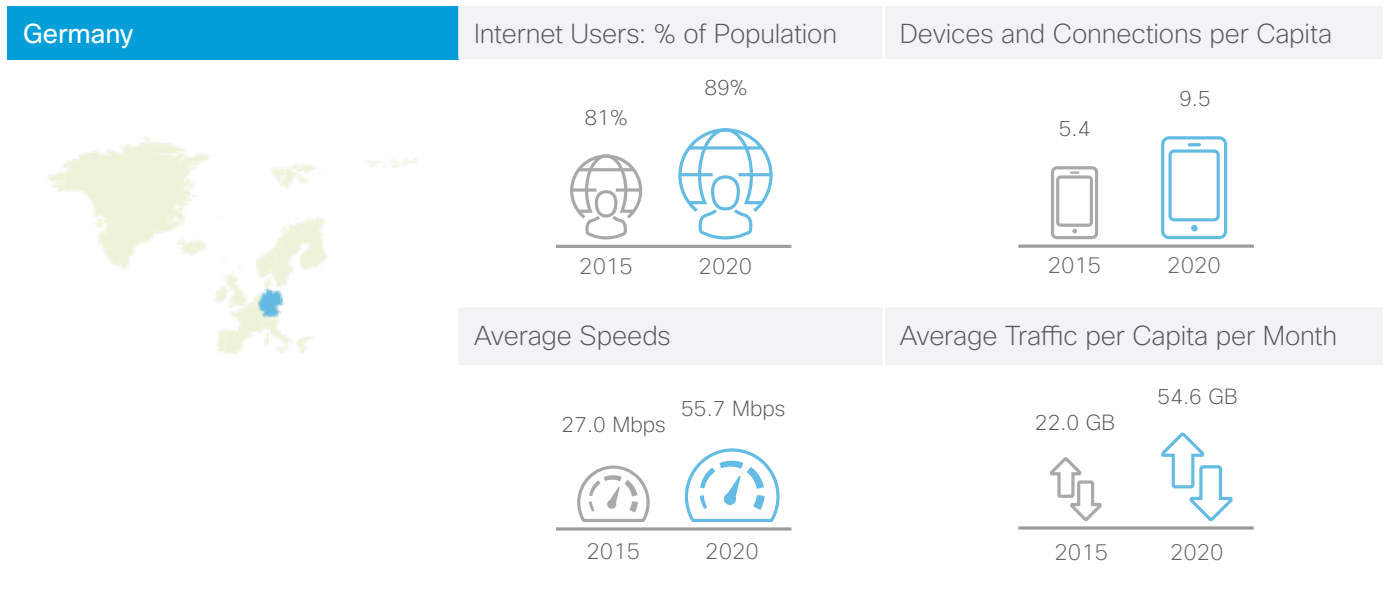 Germany
Internet Users: % of Population
Devices and Connections per Capita
81%
89%
2015
2020
5.4
9.5
2015
2020
Average Speeds
Average Traffic per Capita per Month
27.0 Mbps
55.7 Mbps
2015
2020
22.0 GB
54.6 GB
2015
2020